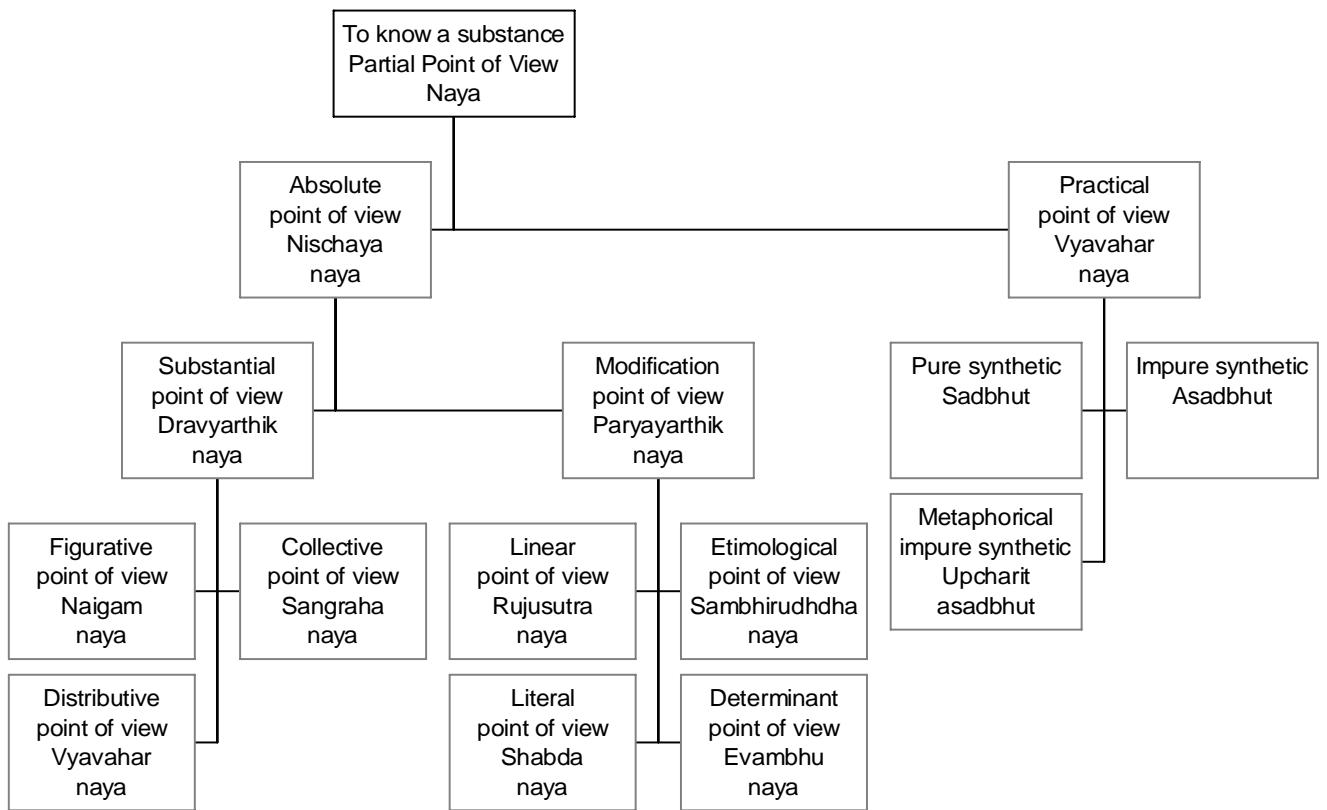 To know a substance
Partial Point of View
Naya
Absolute
point of view
Nischaya
naya
Practical
point of view
Vyavahar
naya
Substantial
point of view
Dravyarthik
naya
Modification
point of view
Paryayarthik
naya
Pure synthetic
Sadbhut
Impure synthetic
Asadbhut
Metaphorical
impure synthetic
Upcharit
asadbhut
Figurative
point of view
Naigam
naya
Collective
point of view
Sangraha
naya
Linear
point of view
Rujusutra
naya
Etimological
point of view
Sambhirudhdha
naya
Distributive
point of view
Vyavahar
naya
Literal
point of view
Shabda
naya
Determinant
point of view
Evambhu
naya